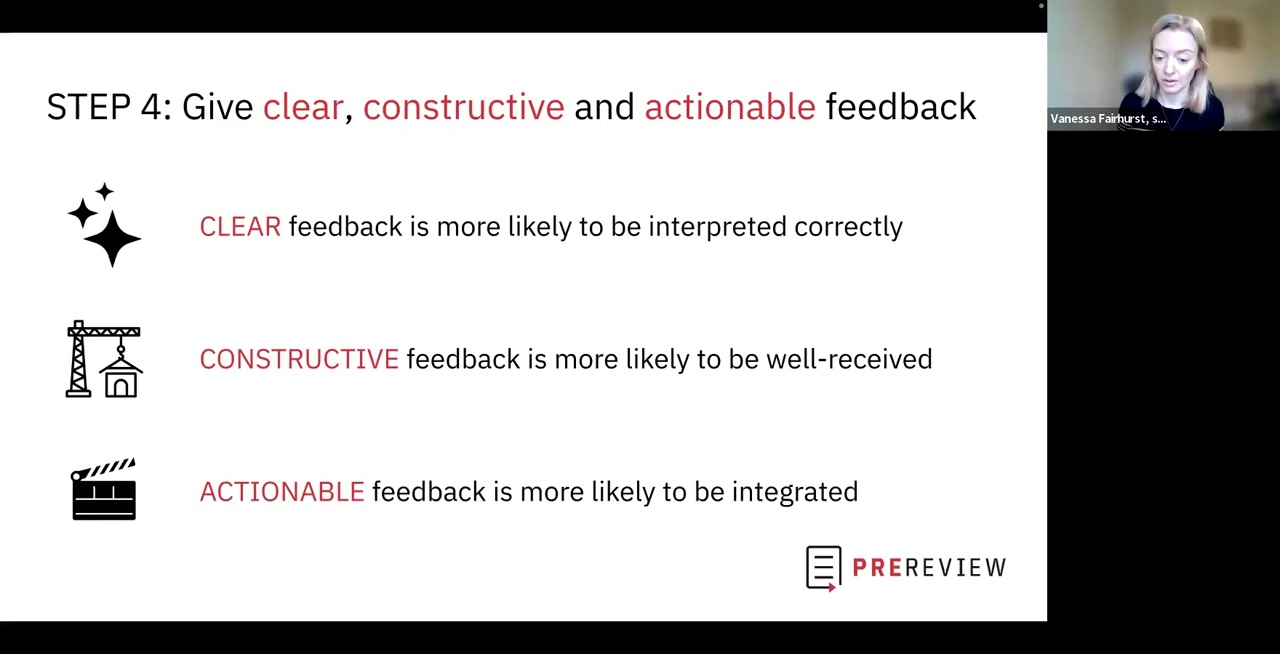 STEP 4: Give clear, constructive and actionable feedback
CLEAR feedback is more likely to be interpreted correctly
CONSTRUCTIVE feedback is more likely to be well-received
ACTIONABLE feedback is more likely to be integrated
PREREVIEW
Vanessa Fairhurst, s...